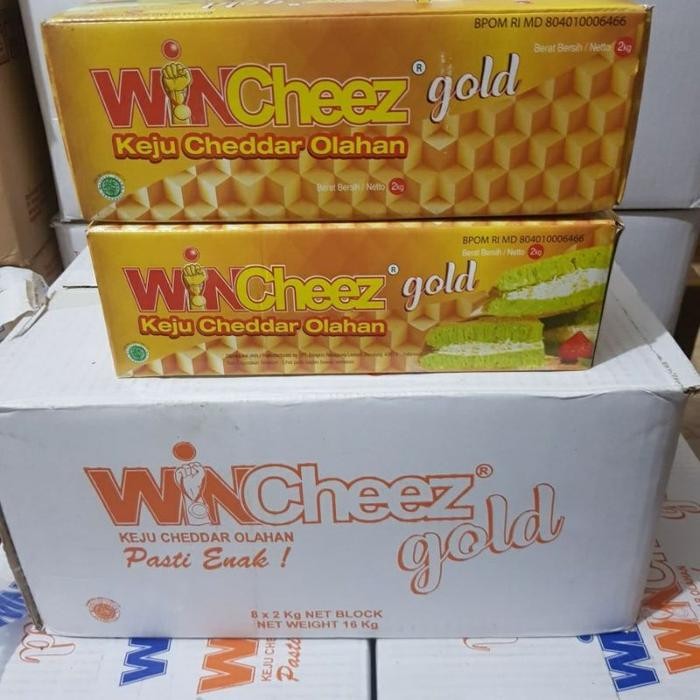 BPOM RI MD 804010006466
Berat Bersih / Netto 2kg
WiNCheez® gold
Keju Cheddar Olahan
Berat Bersih / Netto 2kg
BPOM RI MD 804010006466
Berat Bersih / Netto 2kg
WiNCheez® gold
Keju Cheddar Olahan
WiNCheez® gold
KEJU CHEDDAR OLAHAN
Pasti Enak !
8 x 2 Kg NET BLOCK
NET WEIGHT 16 Kg